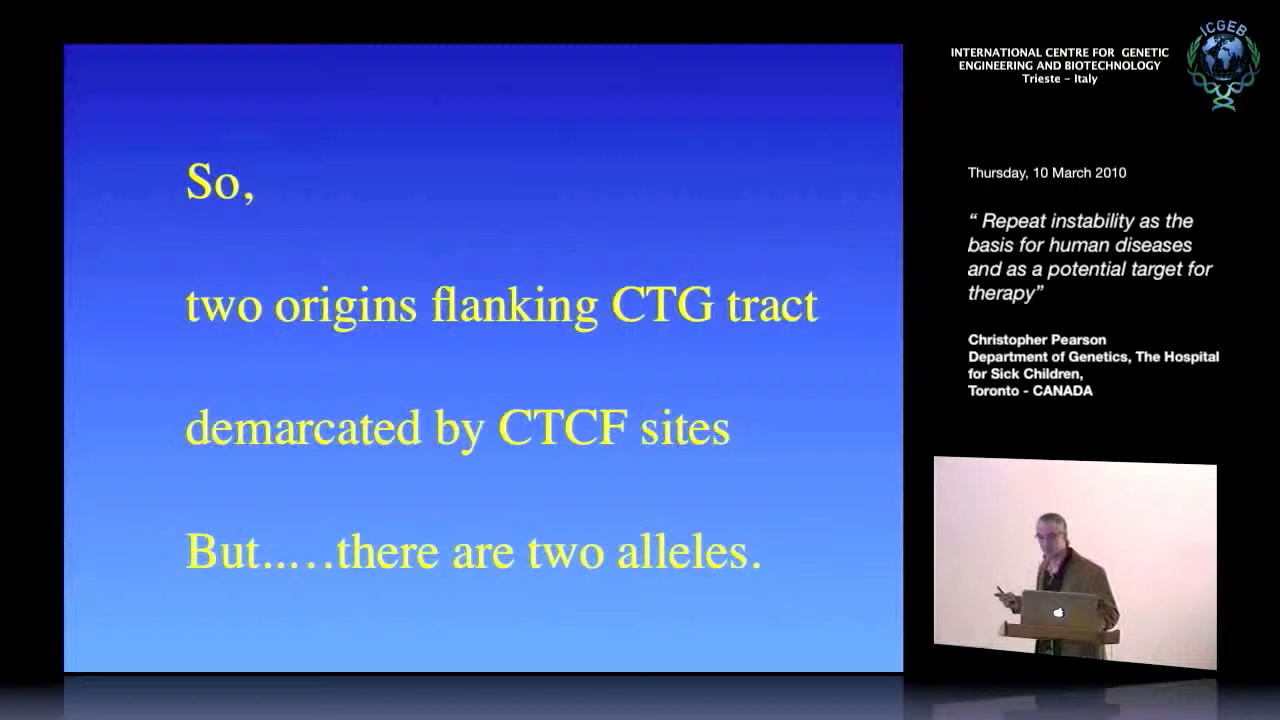 So,
two origins flanking CTG tract
demarcated by CTCF sites
But..…there are two alleles.
INTERNATIONAL CENTRE FOR GENETIC
ENGINEERING AND BIOTECHNOLOGY
Trieste - Italy
ICGEB
Thursday, 10 March 2010
“ Repeat instability as the
basis for human diseases
and as a potential target for
therapy”
Christopher Pearson
Department of Genetics, The Hospital
for Sick Children,
Toronto - CANADA